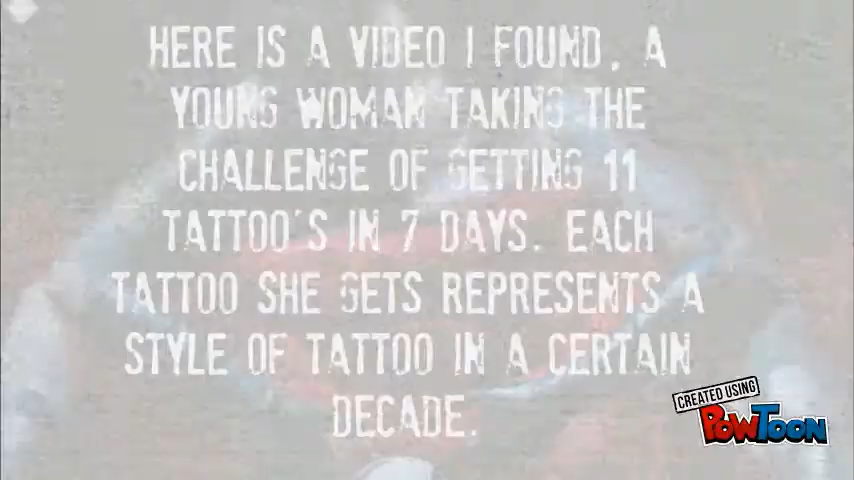 HERE IS A VIDEO I FOUND, A
YOUNG WOMAN TAKING THE
CHALLENGE OF GETTING 11
TATTOO'S IN 7 DAYS. EACH
TATTOO SHE GETS REPRESENTS A
STYLE OF TATTOO IN A CERTAIN
DECADE.
CREATED USING
POWTOON